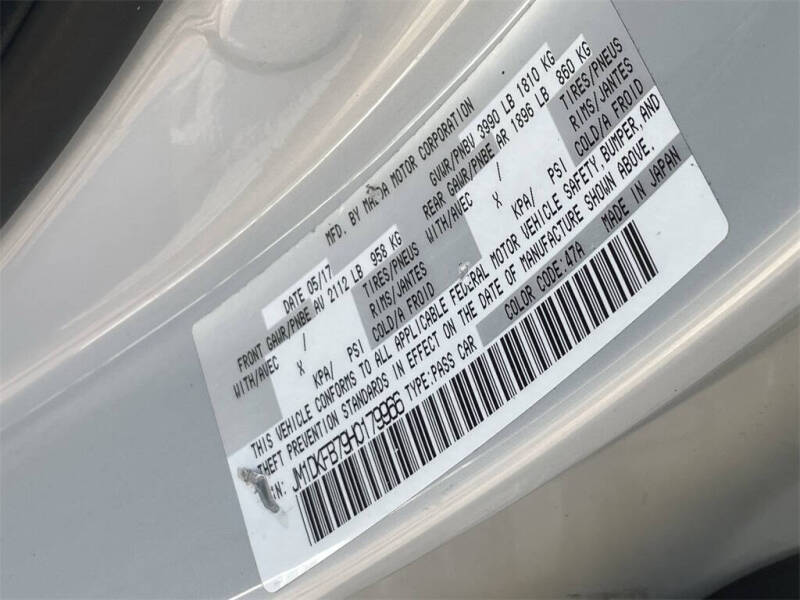 MFD. BY MAZDA MOTOR CORPORATION
DATE 05/17 GVWR/PNBV 3990 LB 1810 KG
FRONT GAWR/PNBE AV 2112 LB 958 KG REAR GAWR/PNBE AR 1896 LB 860 KG
WITH/AVEC / TIRES/PNEUS WITH/AVEC / TIRES/PNEUS
X RIMS/JANTES X RIMS/JANTES
KPA/ PSI COLD/A FROID KPA/ PSI COLD/A FROID
THIS VEHICLE CONFORMS TO ALL APPLICABLE FEDERAL MOTOR VEHICLE SAFETY, BUMPER, AND
THEFT PREVENTION STANDARDS IN EFFECT ON THE DATE OF MANUFACTURE SHOWN ABOVE.
JM1DKFB79H0179966 TYPE:PASS CAR COLOR CODE:47A MADE IN JAPAN